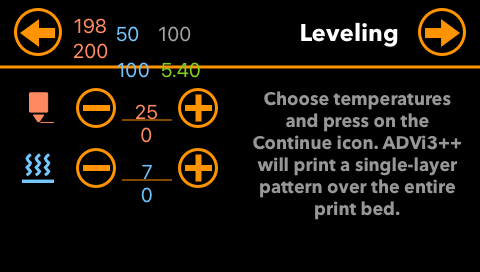 198 50 100 Leveling
200
100 5.40
25
0
7
0
Choose temperatures
and press on the
Continue icon. ADVi3++
will print a single-layer
pattern over the entire
print bed.